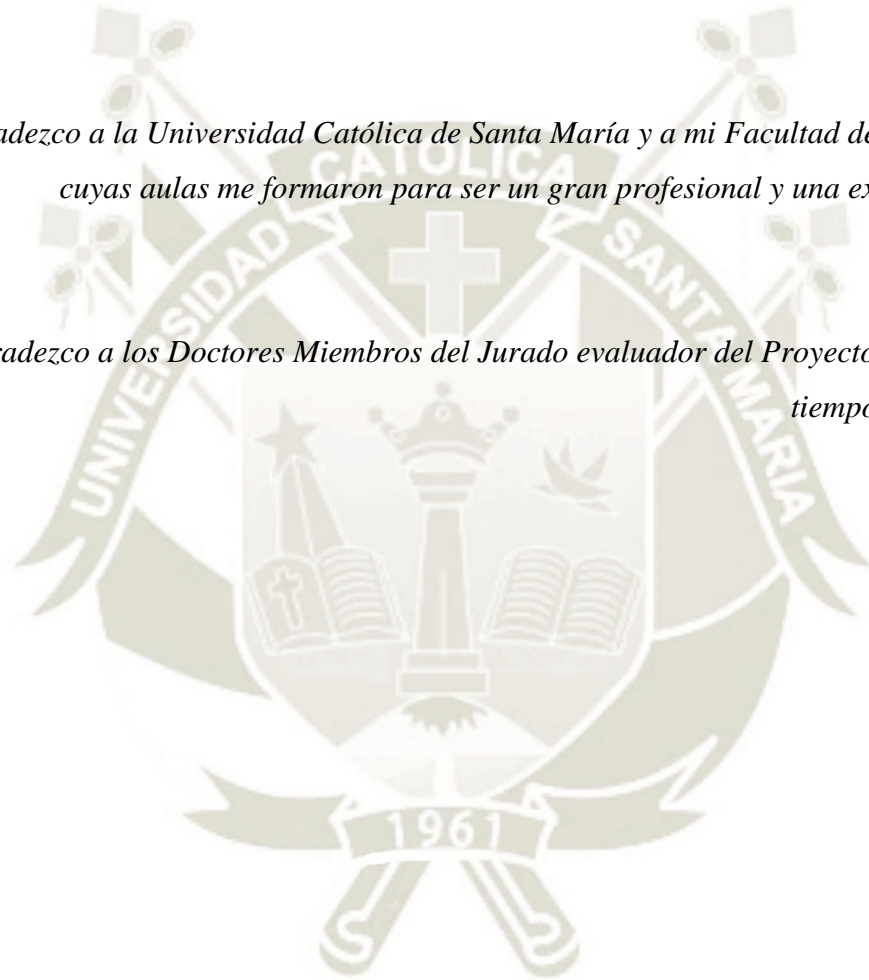 adezco a la Universidad Católica de Santa María y a mi Facultad de
cuyas aulas me formaron para ser un gran profesional y una ex
radezco a los Doctores Miembros del Jurado evaluador del Proyecto
tiempo
UNIVERSIDAD CATOLICA SANTA MARIA
1961